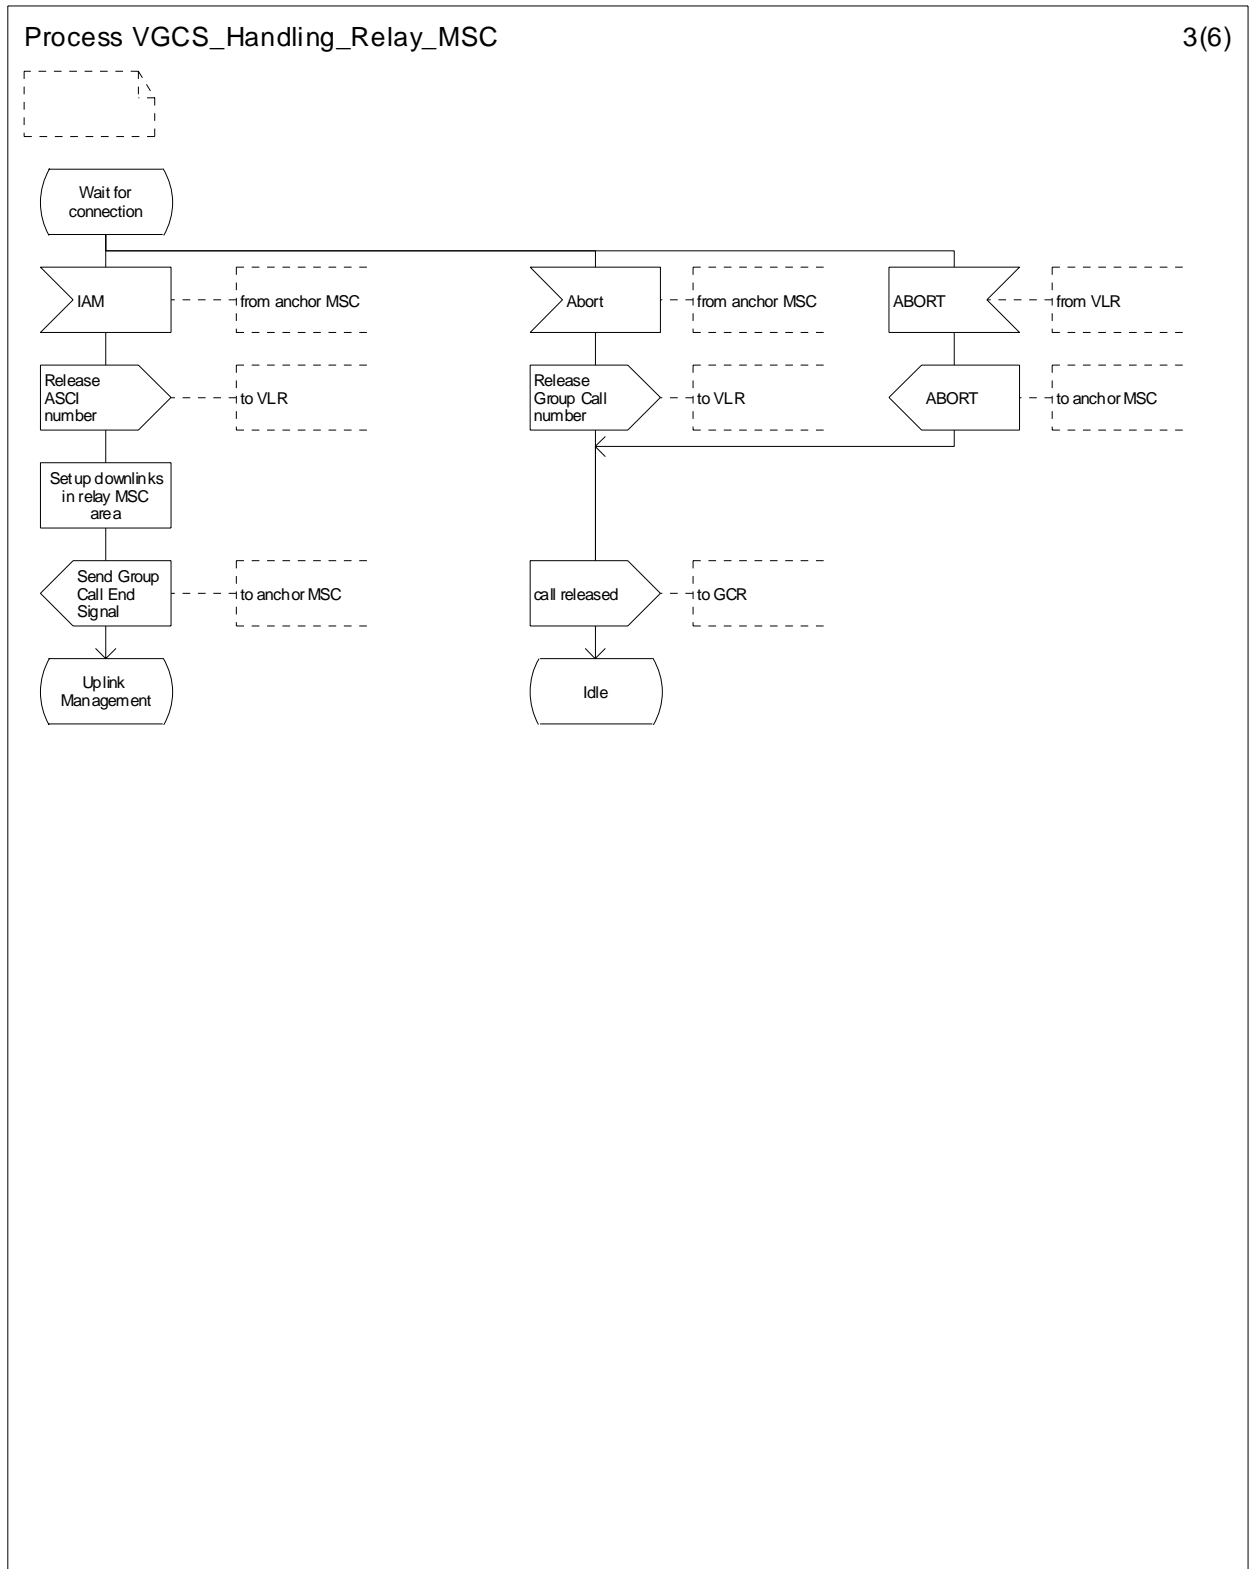 Process VGCS_Handling_Relay_MSC
3(6)
Wait for
connection
IAM
from anchor MSC
Abort
from anchor MSC
ABORT
from VLR
Release
ASCI
number
to VLR
Release
Group Call
number
to VLR
ABORT
to anchor MSC
Set up downlinks
in relay MSC
area
Send Group
Call End
Signal
to anchor MSC
call released
to GCR
Uplink
Management
Idle